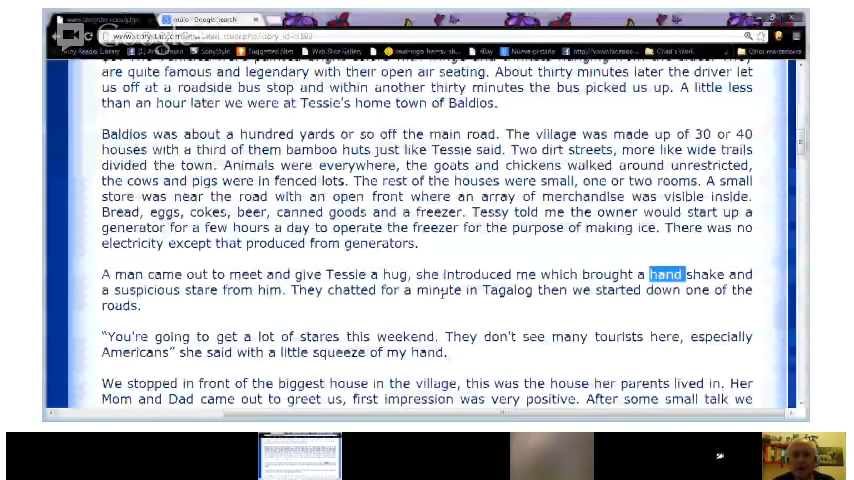 Google Search
www.story
Reader Library
SonyStyle
Suggested Sites
Web Slice Gallery
eBay
are quite famous and legendary with their open air seating. About thirty minutes later the driver let
us off at a roadside bus stop and within another thirty minutes the bus picked us up. A little less
than an hour later we were at Tessie's home town of Baldios.
Baldios was about a hundred yards or so off the main road. The village was made up of 30 or 40
houses with a third of them bamboo huts just like Tessie said. Two dirt streets, more like wide trails
divided the town. Animals were everywhere, the goats and chickens walked around unrestricted,
the cows and pigs were in fenced lots. The rest of the houses were small, one or two rooms. A small
store was near the road with an open front where an array of merchandise was visible inside.
Bread, eggs, cokes, beer, canned goods and a freezer. Tessy told me the owner would start up a
generator for a few hours a day to operate the freezer for the purpose of making ice. There was no
electricity except that produced from generators.
A man came out to meet and give Tessie a hug, she introduced me which brought a hand shake and
a suspicious stare from him. They chatted for a minute in Tagalog then we started down one of the
roads.
“You're going to get a lot of stares this weekend. They don't see many tourists here, especially
Americans” she said with a little squeeze of my hand.
We stopped in front of the biggest house in the village, this was the house her parents lived in. Her
Mom and Dad came out to greet us, first impression was very positive. After some small talk we